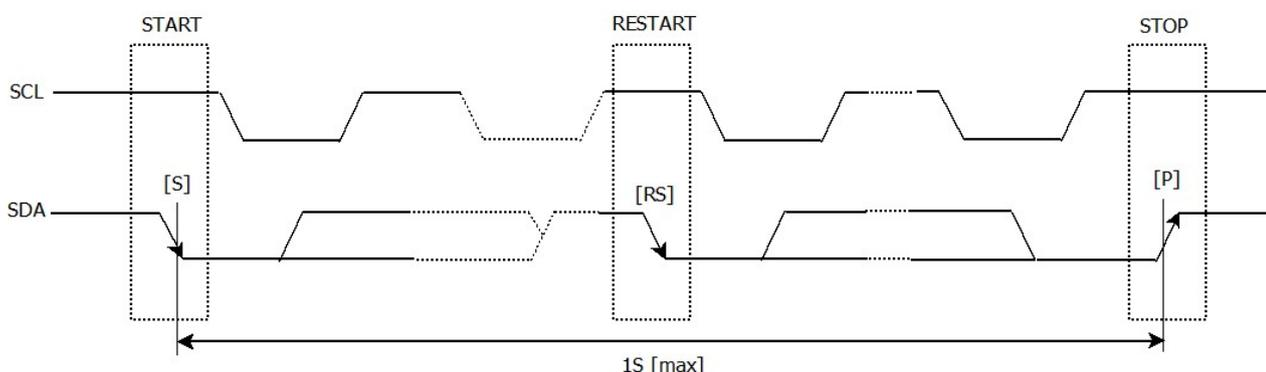 START
RESTART
STOP
SCL
[S]
[RS]
[P]
SDA
1S [max]